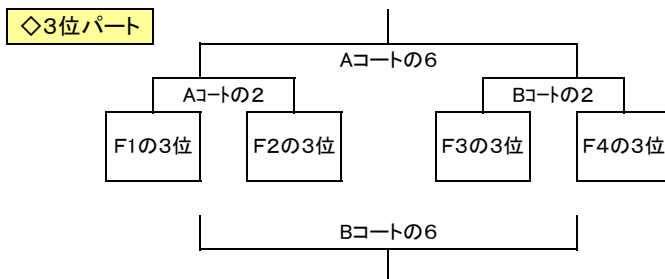 ◇3位パート
Aコートの6
Aコートの2
Bコートの2
F1の3位
F2の3位
F3の3位
F4の3位
Bコートの6